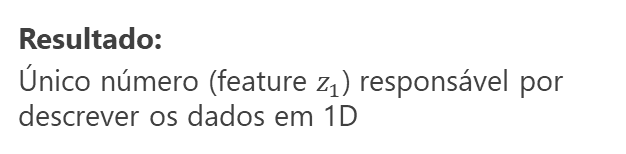 Resultado:
Único número (feature z₁) responsável por
descrever os dados em 1D